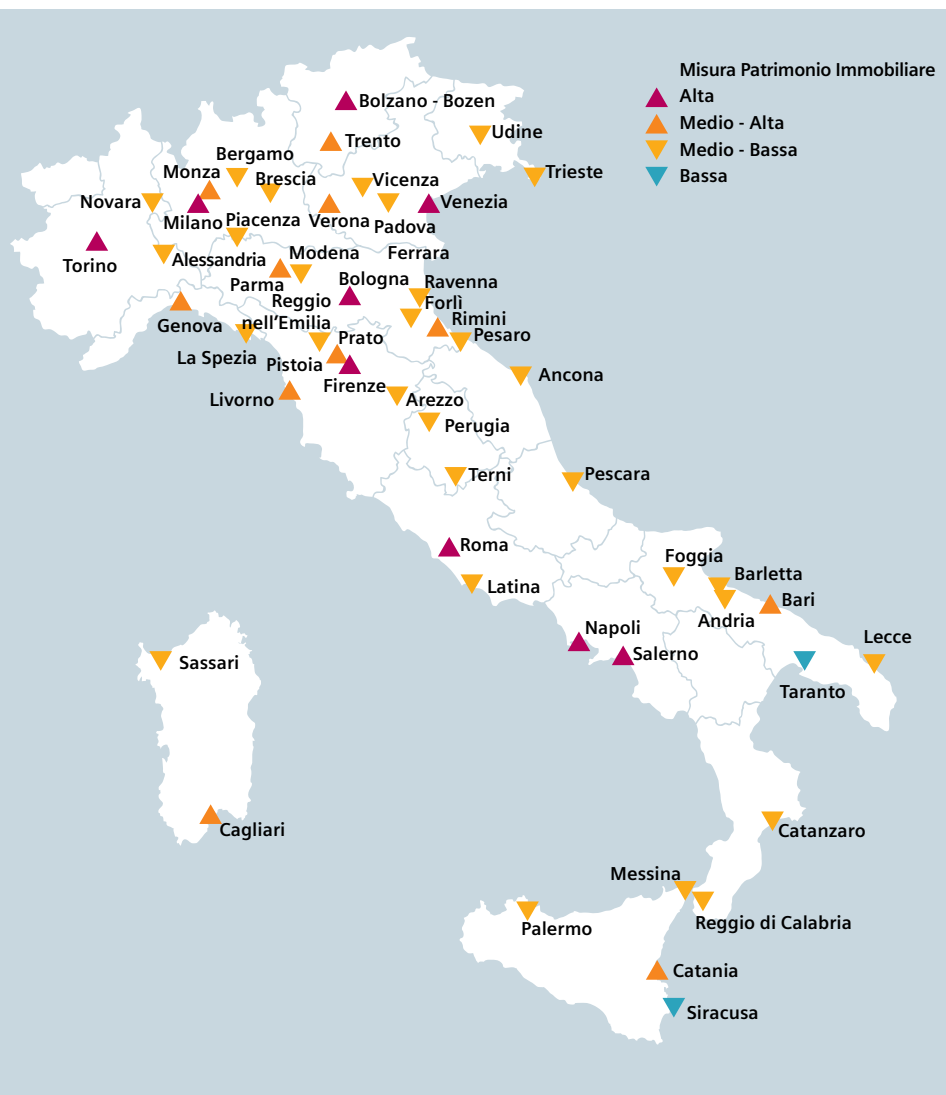 Misura Patrimonio Immobiliare
Alta
Medio - Alta
Medio - Bassa
Bassa
Bolzano - Bozen
Trento
Udine
Bergamo
Monza
Brescia
Vicenza
Trieste
Novara
Milano
Piacenza
Verona
Padova
Venezia
Torino
Alessandria
Modena
Ferrara
Parma
Reggio
nell'Emilia
Bologna
Ravenna
Forlì
Rimini
Genova
Prato
Pesaro
La Spezia
Pistoia
Firenze
Ancona
Livorno
Arezzo
Perugia
Terni
Pescara
Roma
Latina
Foggia
Barletta
Bari
Andria
Napoli
Salerno
Lecce
Sassari
Taranto
Cagliari
Catanzaro
Messina
Reggio di Calabria
Palermo
Catania
Siracusa